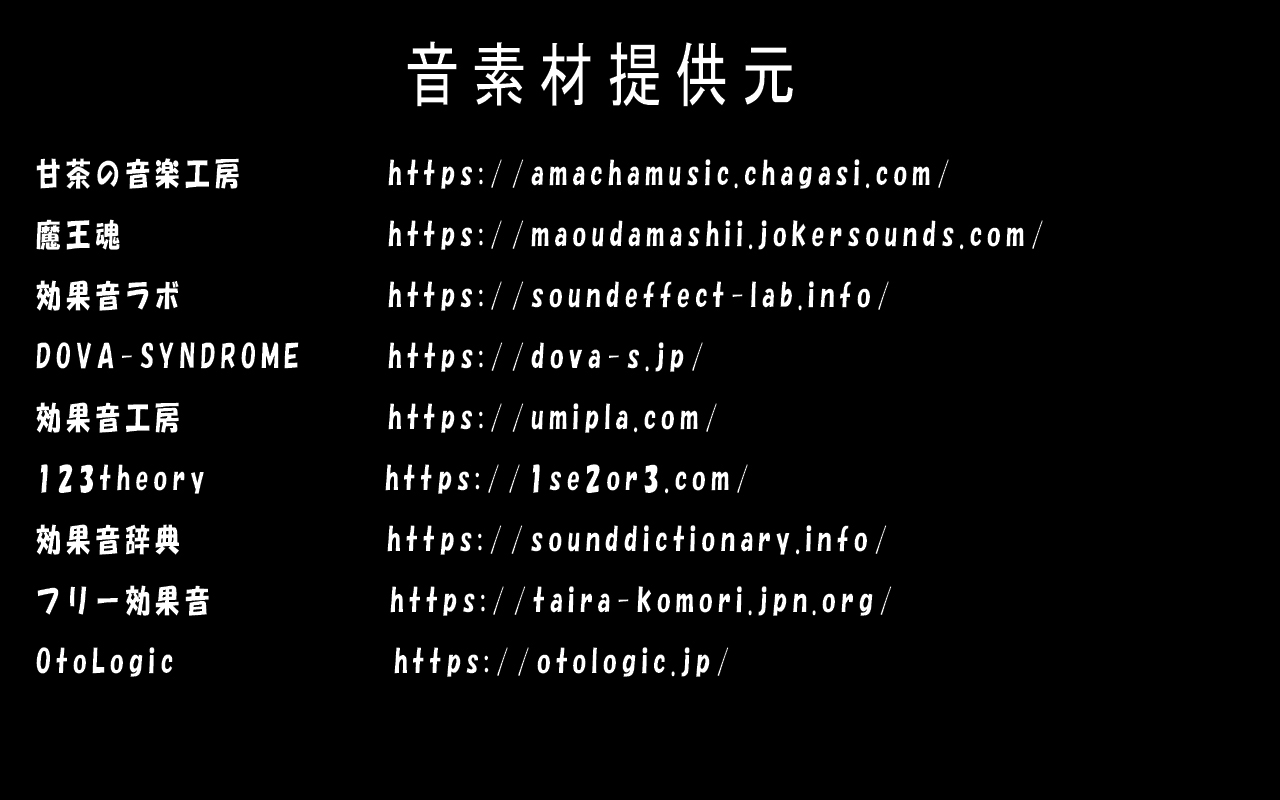 音素材提供元
甘茶の音楽工房 https://amachamusic.chagasi.com/
魔王魂 https://maoudamashii.jokersounds.com/
効果音ラボ https://soundeffect-lab.info/
DOVA-SYNDROME https://dova-s.jp/
効果音工房 https://umipla.com/
123theory https://1se2or3.com/
効果音辞典 https://sounddictionary.info/
フリー効果音 https://taira-komori.jpn.org/
OtoLogic https://otologic.jp/